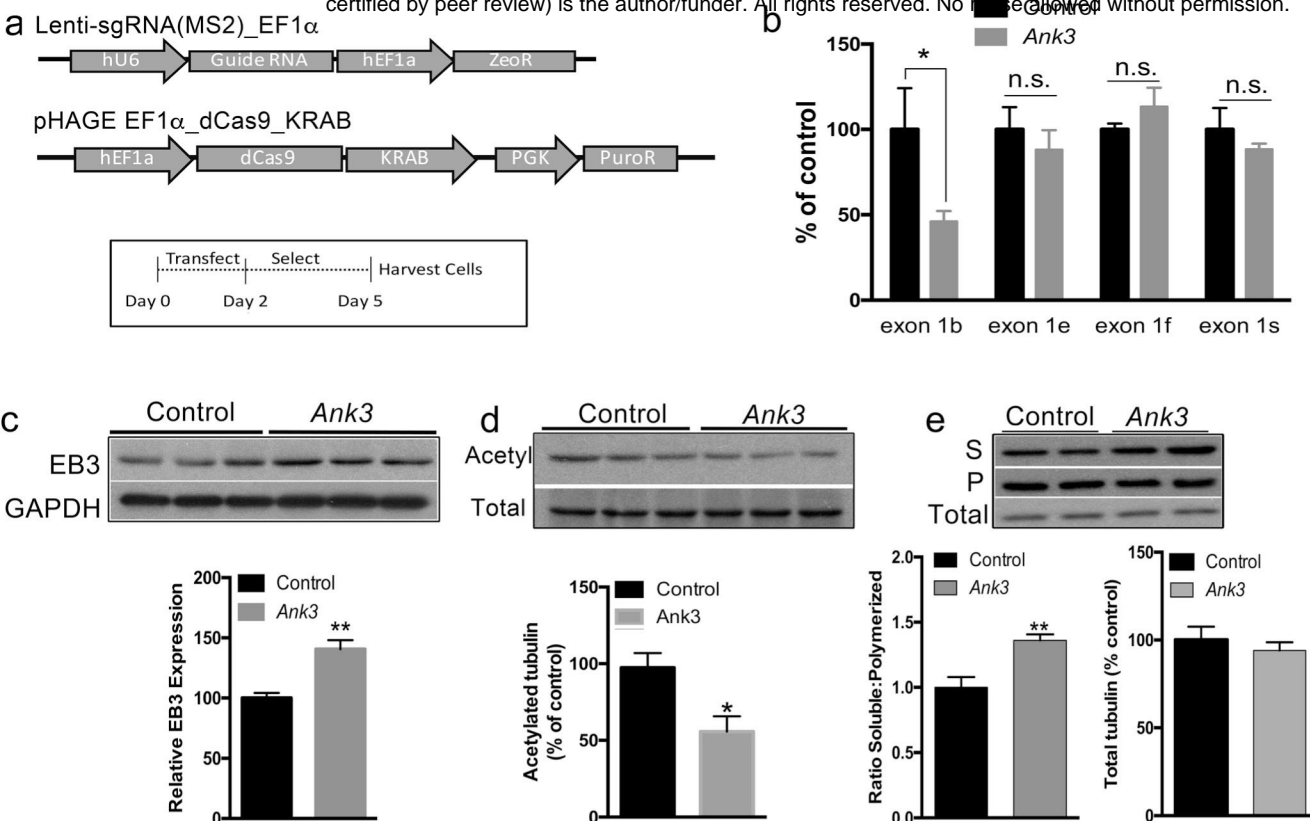 certified by peer review) is the author/funder. All rights reserved. No reuse allowed without permission.
a
Lenti-sgRNA(MS2)_EF1α
hU6 Guide RNA hEF1a ZeoR
pHAGE EF1α_dCas9_KRAB
hEF1a dCas9 KRAB PGK PuroR
Transfect Select
Harvest Cells
Day 0 Day 2 Day 5
b
Control
Ank3
% of control
150
100
50
0
* n.s. n.s. n.s.
exon 1b exon 1e exon 1f exon 1s
c
Control Ank3
EB3
GAPDH
Relative EB3 Expression
200
150
100
50
0
Control
Ank3
**
d
Control Ank3
Acetyl
Total
Acetylated tubulin
(% of control)
150
100
50
0
Control
Ank3
*
e
Control Ank3
S
P
Total
Ratio Soluble:Polymerized
2.0
1.5
1.0
0.5
0.0
Control
Ank3
**
Total tubulin (% control)
150
100
50
0
Control
Ank3